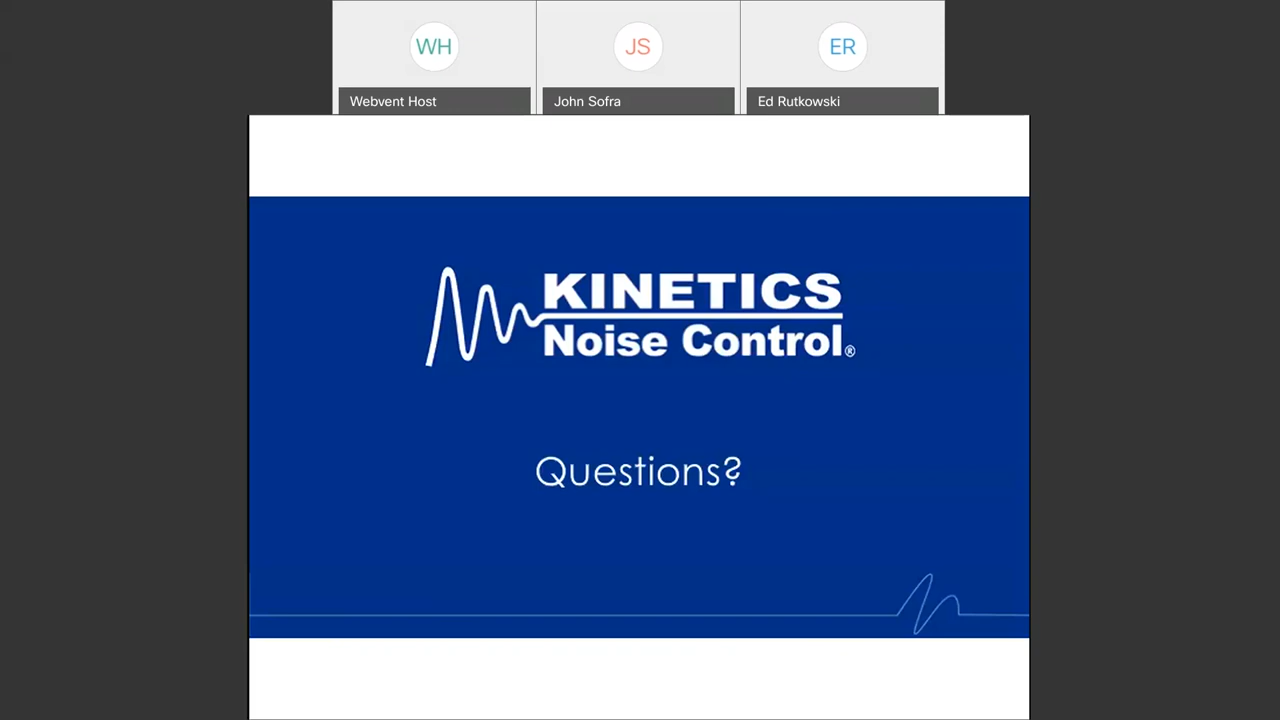 WH
JS
ER
Webvent Host
John Sofra
Ed Rutkowski
KINETICS
Noise Control®
Questions?